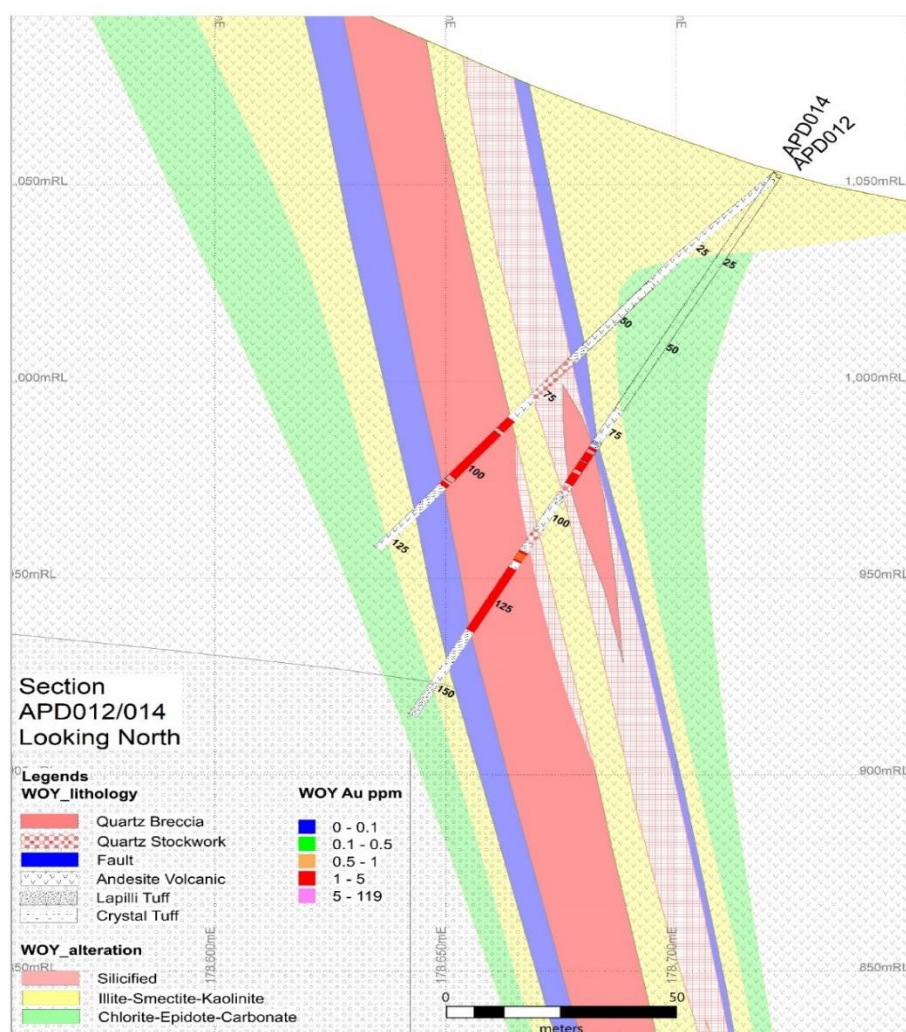 APD014
APD012
,050mRL
1,050mRL
25
25
50
50
,000mRL
1,000mRL
75
75
100
100
125
125
950mRL
950mRL
150
Section
APD012/014
Looking North
Legends
WOY_lithology
Quartz Breccia
Quartz Stockwork
Fault
Andesite Volcanic
Lapilli Tuff
Crystal Tuff
WOY_alteration
Silicified
Illite-Smectite-Kaolinite
Chlorite-Epidote-Carbonate
WOY Au ppm
0 - 0.1
0.1 - 0.5
0.5 - 1
1 - 5
5 - 119
900mRL
900mRL
178.600mE
178.650mE
178.700mE
850mRL
850mRL
0
50
meters